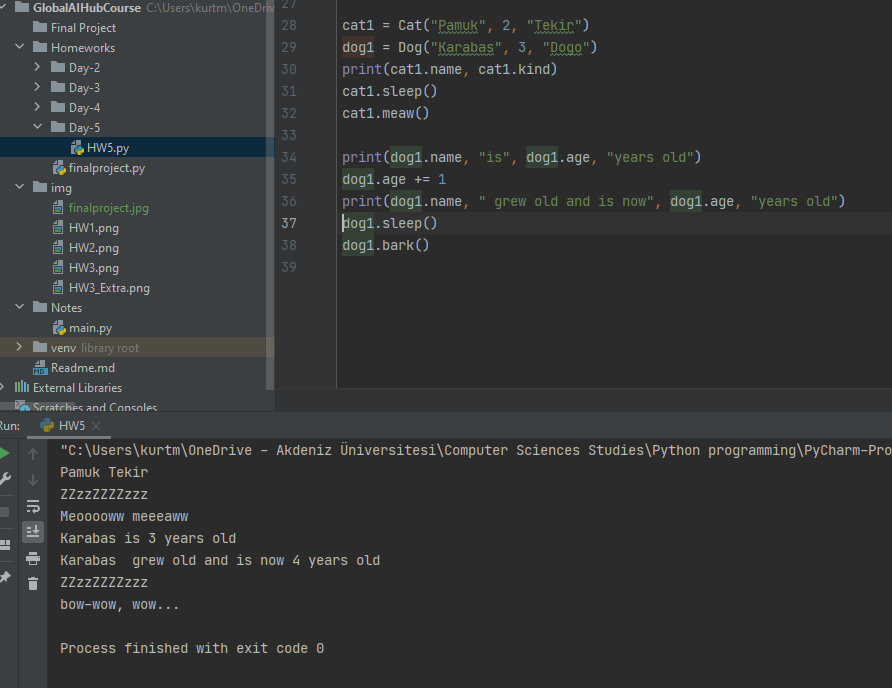 GlobalAIHubCourse C:\Users\kurtm\OneDriv
Final Project
Homeworks
Day-2
Day-3
Day-4
Day-5
HW5.py
finalproject.py
img
finalproject.jpg
HW1.png
HW2.png
HW3.png
HW3_Extra.png
Notes
main.py
venv library root
Readme.md
External Libraries
Scratches and Consoles
27
28 cat1 = Cat("Pamuk", 2, "Tekir")
29 dog1 = Dog("Karabas", 3, "Dogo")
30 print(cat1.name, cat1.kind)
31 cat1.sleep()
32 cat1.meaw()
33
34 print(dog1.name, "is", dog1.age, "years old")
35 dog1.age += 1
36 print(dog1.name, " grew old and is now", dog1.age, "years old")
37 dog1.sleep()
38 dog1.bark()
39
Run: HW5
"C:\Users\kurtm\OneDrive - Akdeniz Üniversitesi\Computer Sciences Studies\Python programming\PyCharm-Pro
Pamuk Tekir
ZZzzZZZZzzz
Meooooww meeeaww
Karabas is 3 years old
Karabas  grew old and is now 4 years old
ZZzzZZZZzzz
bow-wow, wow...
Process finished with exit code 0